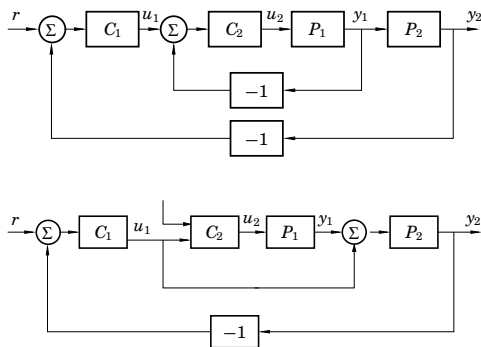 r Σ C₁ u₁ Σ C₂ u₂ P₁ y₁ P₂ y₂
−1
−1
r Σ C₁ u₁ C₂ u₂ P₁ y₁ Σ P₂ y₂
−1